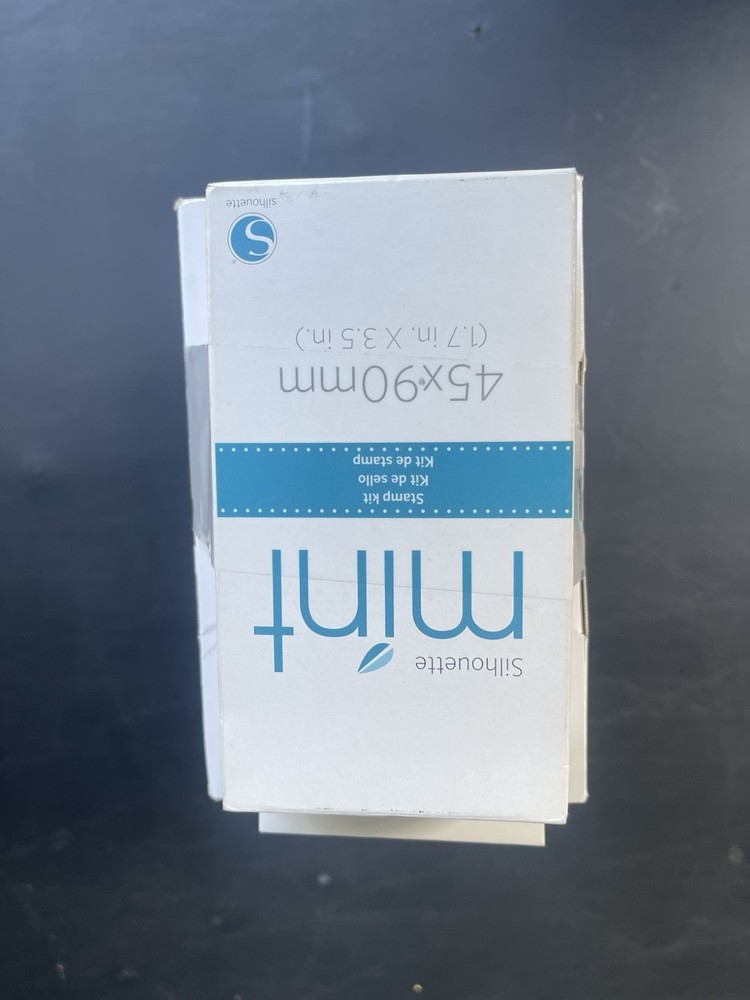 Silhouette
mint
Stamp kit
Kit de sello
Kit de stamp
45x90mm
(1.7 in. X 3.5 in.)
S
silhouette